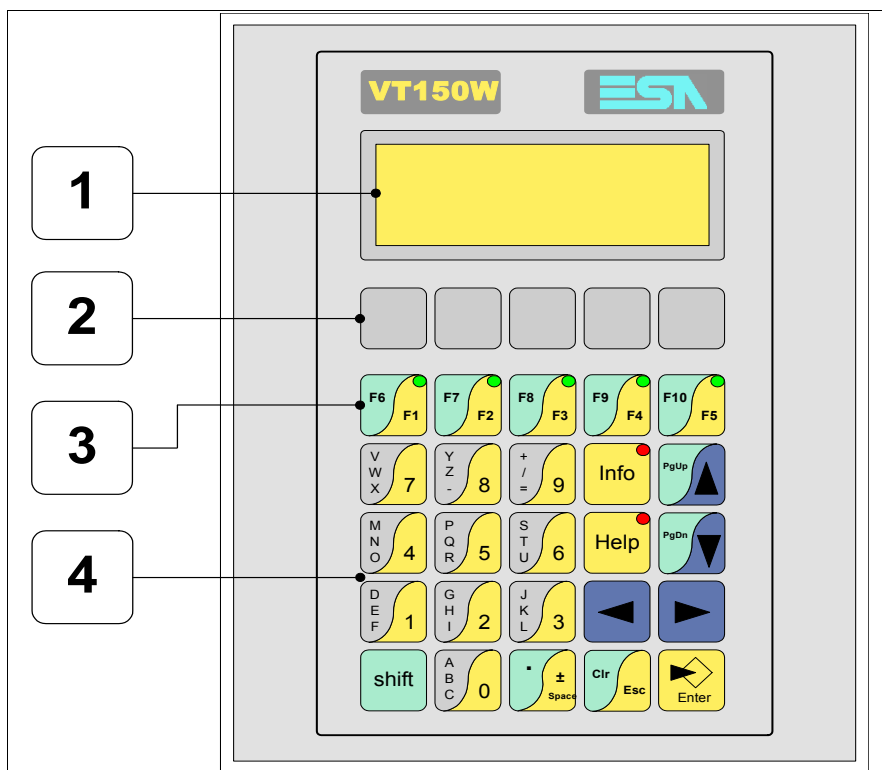 VT150W ESA
1
2
3
4
F6 F1 F7 F2 F8 F3 F9 F4 F10 F5
V W X 7 Y Z - 8 + / = 9 Info PgUp
M N O 4 P Q R 5 S T U 6 Help PgDn
D E F 1 G H I 2 J K L 3
shift A B C 0 . ± Space Clr Esc Enter